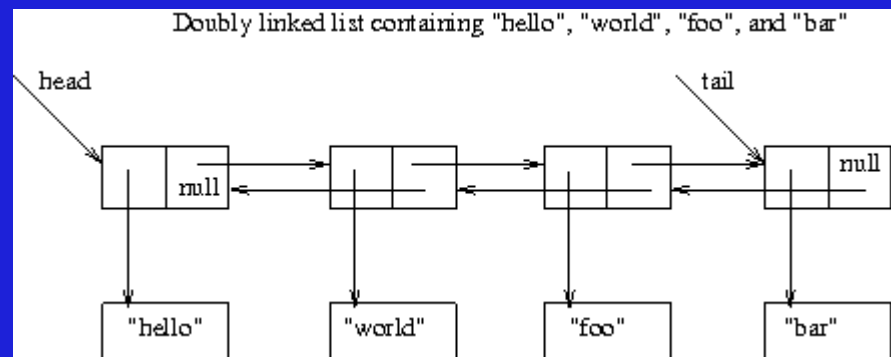 Doubly linked list containing "hello", "world", "foo", and "bar"
head
tail
null
null
"hello" "world" "foo" "bar"